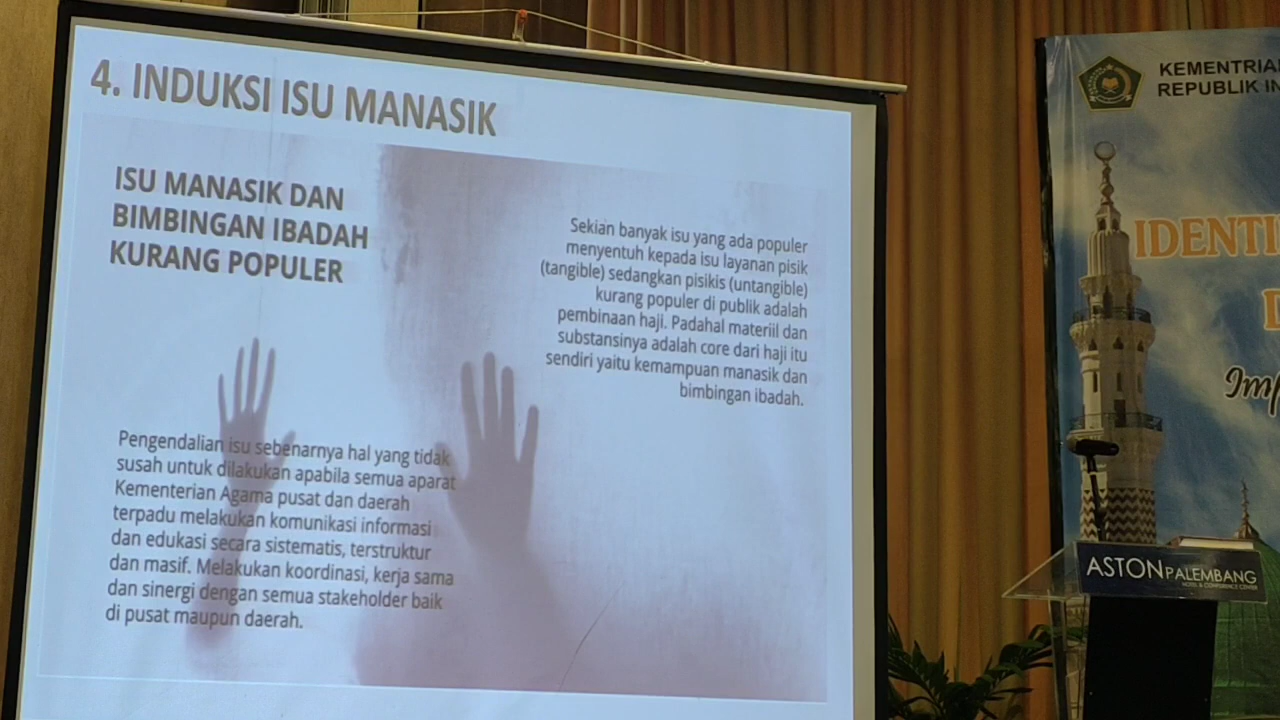 4. INDUKSI ISU MANASIK
ISU MANASIK DAN
BIMBINGAN IBADAH
KURANG POPULER
Sekian banyak isu yang ada populer
menyentuh kepada isu layanan pisik
(tangible) sedangkan pisikis (untangible)
kurang populer di publik adalah
pembinaan haji. Padahal materiil dan
substansinya adalah core dari haji itu
sendiri yaitu kemampuan manasik dan
bimbingan ibadah.
Pengendalian isu sebenarnya hal yang tidak
susah untuk dilakukan apabila semua aparat
Kementerian Agama pusat dan daerah
terpadu melakukan komunikasi informasi
dan edukasi secara sistematis, terstruktur
dan masif. Melakukan koordinasi, kerja sama
dan sinergi dengan semua stakeholder baik
di pusat maupun daerah.
KEMENTRIA
REPUBLIK IN
IDENTI
Imp
ASTON PALEMBANG
HOTEL & CONFERENCE CENTER